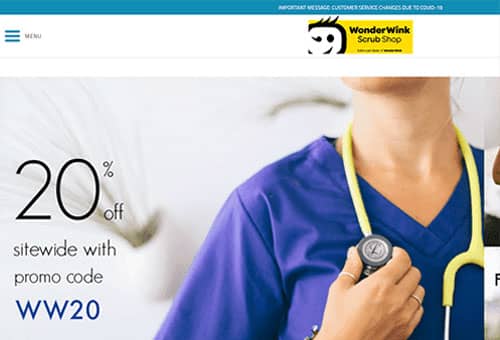 IMPORTANT MESSAGE: CUSTOMER SERVICE CHANGES DUE TO COVID-19
MENU
WonderWink
Scrub Shop
20% off
sitewide with
promo code
WW20
F